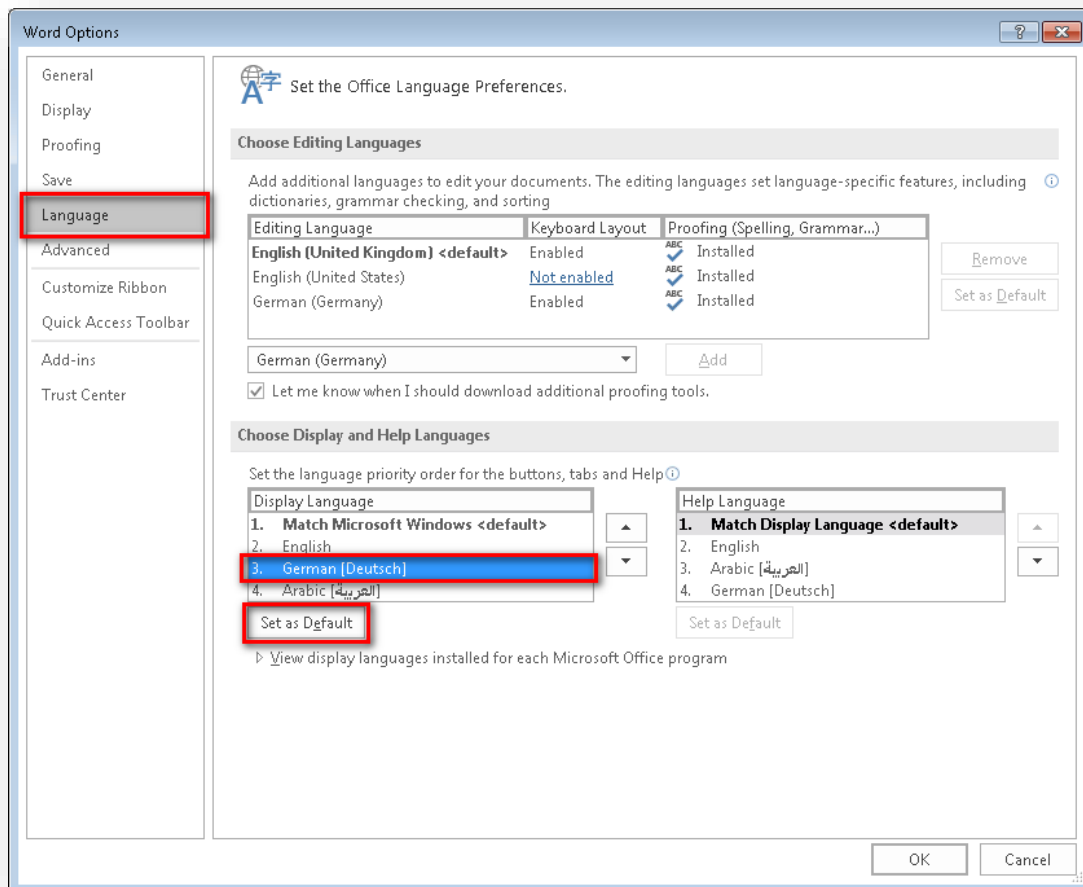 Word Options
General
Display
Proofing
Save
Language
Advanced
Customize Ribbon
Quick Access Toolbar
Add-ins
Trust Center
Set the Office Language Preferences.
Choose Editing Languages
Add additional languages to edit your documents. The editing languages set language-specific features, including
dictionaries, grammar checking, and sorting
Editing Language Keyboard Layout Proofing (Spelling, Grammar...)
English (United Kingdom) <default> Enabled ABC Installed
English (United States) Not enabled ABC Installed
German (Germany) Enabled ABC Installed
Remove
Set as Default
German (Germany) Add
Let me know when I should download additional proofing tools.
Choose Display and Help Languages
Set the language priority order for the buttons, tabs and Help
Display Language
1. Match Microsoft Windows <default>
2. English
3. German [Deutsch]
4. Arabic [العربية]
Set as Default
Help Language
1. Match Display Language <default>
2. English
3. Arabic [العربية]
4. German [Deutsch]
Set as Default
View display languages installed for each Microsoft Office program
OK Cancel